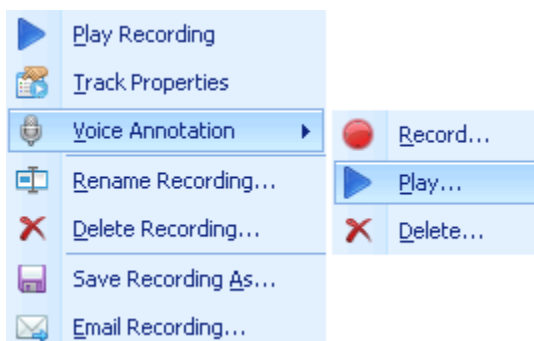 Play Recording
Track Properties
Voice Annotation
Record...
Play...
Delete...
Rename Recording...
Delete Recording...
Save Recording As...
Email Recording...